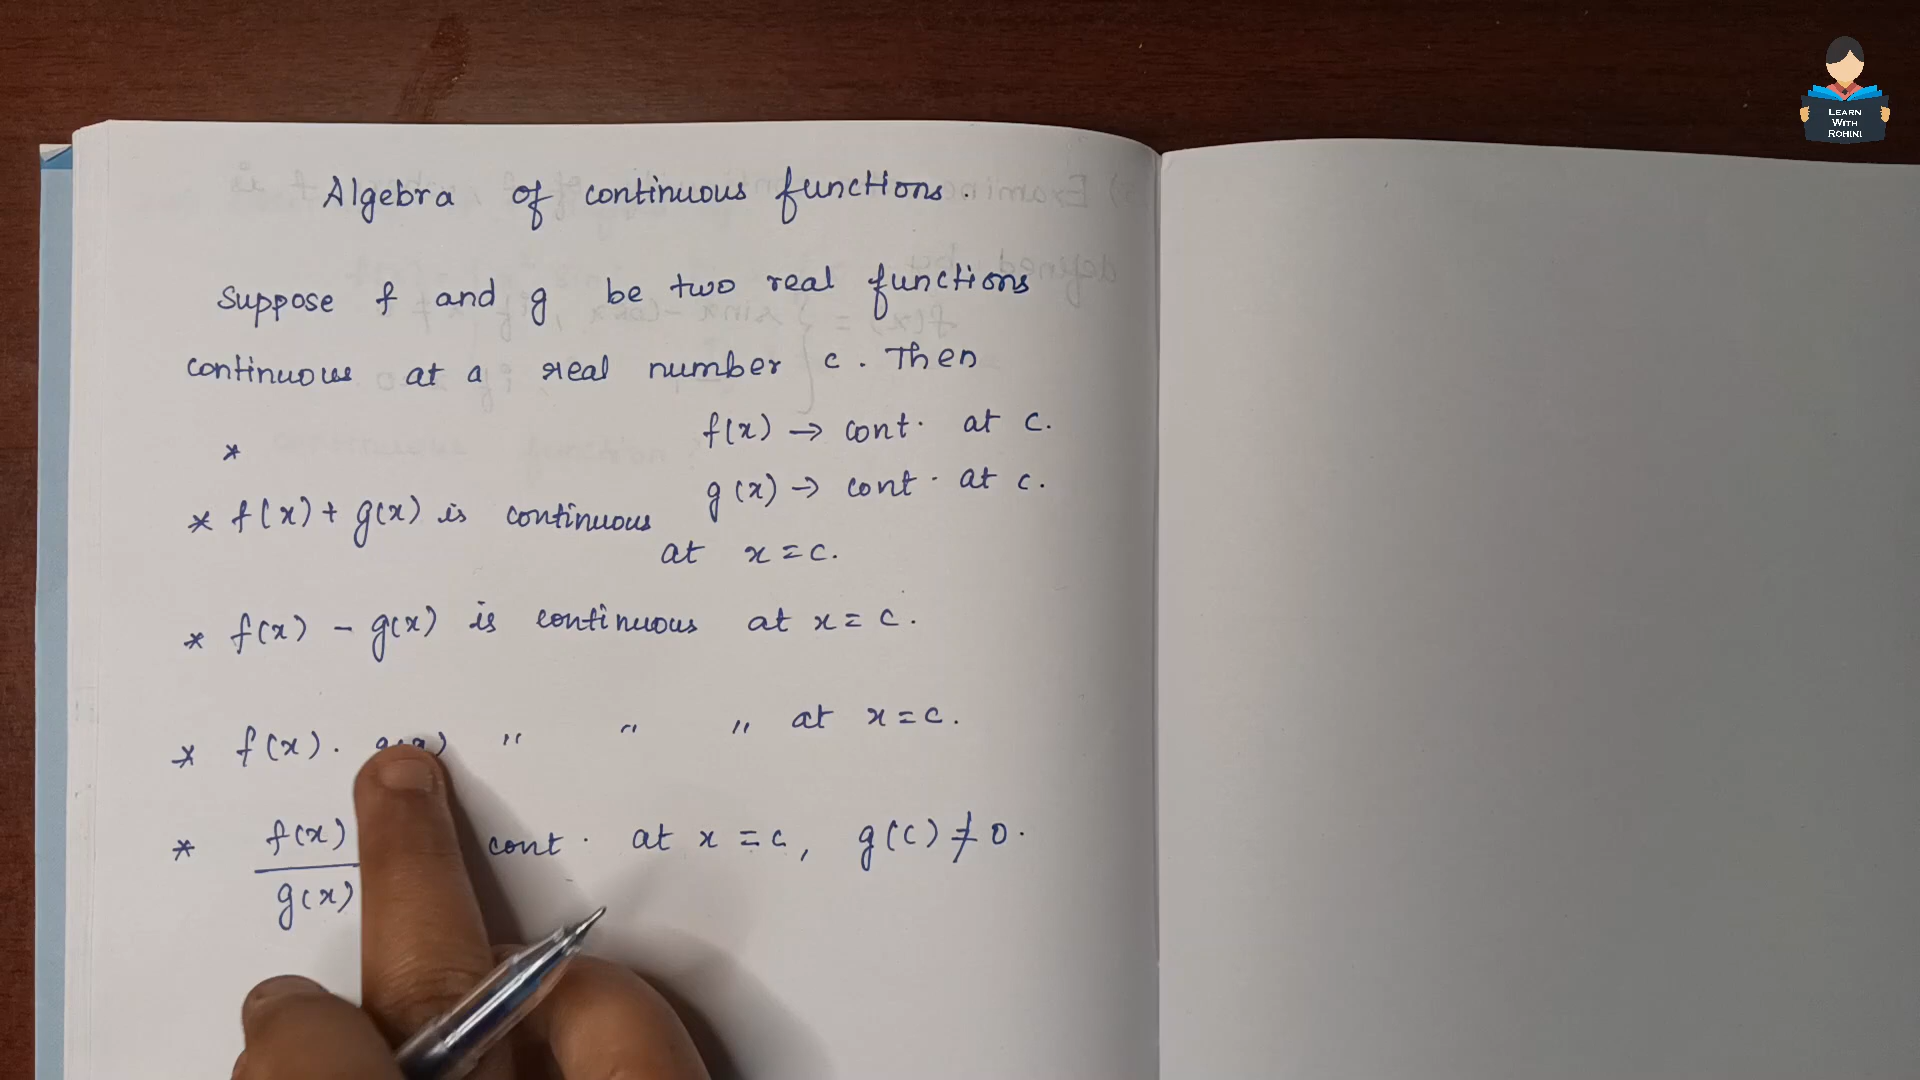 Algebra of continuous functions.
Suppose f and g be two real functions
continuous at a real number c. Then
*
f(x) → cont. at c.
g(x) → cont. at c.
* f(x) + g(x) is continuous
at x = c.
* f(x) - g(x) is continuous at x = c.
* f(x). g(x) " " " at x = c.
* f(x)
g(x)
cont. at x = c, g(c) ≠ 0.
LEARN
WITH
ROHINI